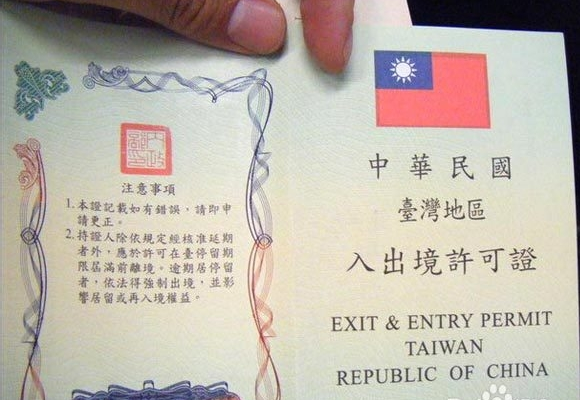 注意事項
1. 本證記載如有錯誤，請即申
請更正。
2. 持證人除依規定經核准延期
者外，應於許可在臺停留期
限屆滿前離境。逾期居停留
者，依法得強制出境，並影
響居留或再入境權益。
中華民國
臺灣地區
入出境許可證
EXIT & ENTRY PERMIT
TAIWAN
REPUBLIC OF CHINA